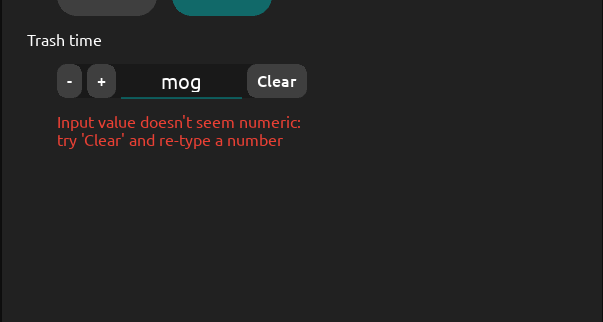 Trash time
- + mog Clear
Input value doesn't seem numeric:
try 'Clear' and re-type a number